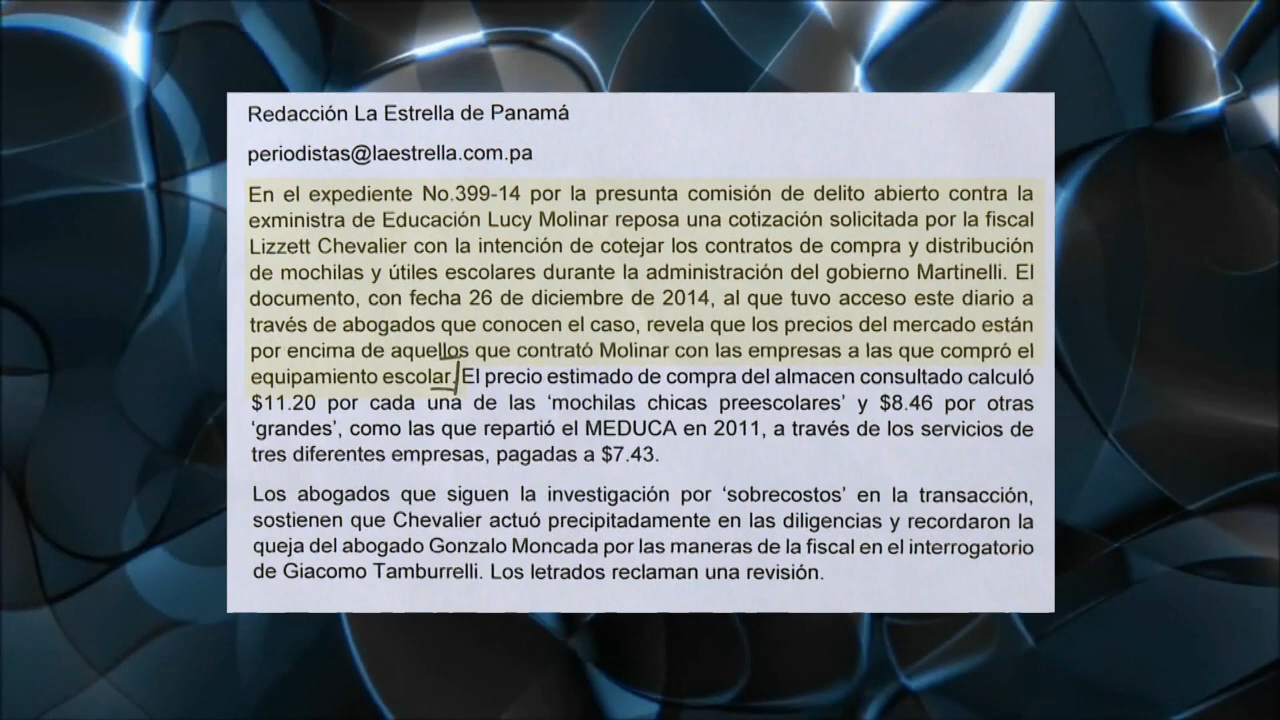 Redacción La Estrella de Panamá
periodistas@laestrella.com.pa
En el expediente No.399-14 por la presunta comisión de delito abierto contra la
exministra de Educación Lucy Molinar reposa una cotización solicitada por la fiscal
Lizzett Chevalier con la intención de cotejar los contratos de compra y distribución
de mochilas y útiles escolares durante la administración del gobierno Martinelli. El
documento, con fecha 26 de diciembre de 2014, al que tuvo acceso este diario a
través de abogados que conocen el caso, revela que los precios del mercado están
por encima de aquellos que contrató Molinar con las empresas a las que compró el
equipamiento escolar. El precio estimado de compra del almacen consultado calculó
$11.20 por cada una de las ‘mochilas chicas preescolares’ y $8.46 por otras
‘grandes’, como las que repartió el MEDUCA en 2011, a través de los servicios de
tres diferentes empresas, pagadas a $7.43.
Los abogados que siguen la investigación por ‘sobrecostos’ en la transacción,
sostienen que Chevalier actuó precipitadamente en las diligencias y recordaron la
queja del abogado Gonzalo Moncada por las maneras de la fiscal en el interrogatorio
de Giacomo Tamburrelli. Los letrados reclaman una revisión.